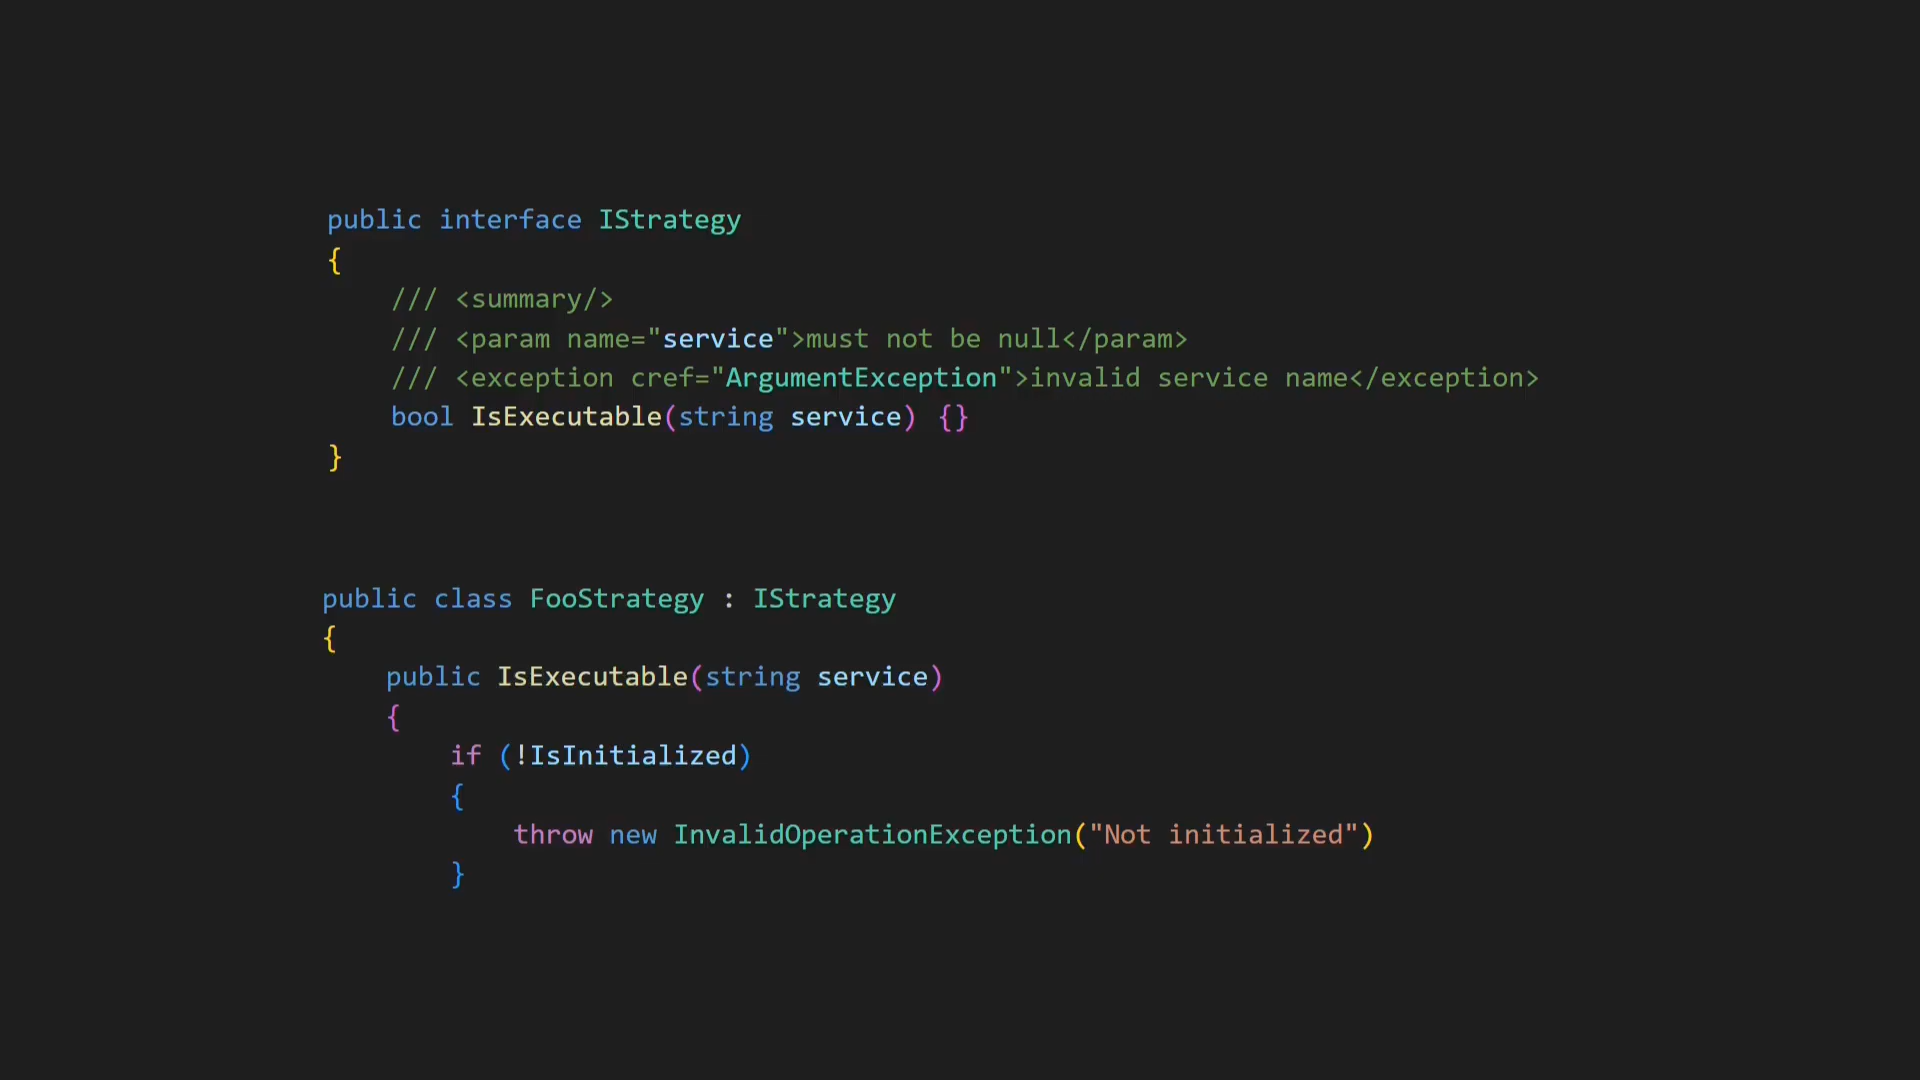 public interface IStrategy
{
/// <summary/>
/// <param name="service">must not be null</param>
/// <exception cref="ArgumentException">invalid service name</exception>
bool IsExecutable(string service) {}
}
public class FooStrategy : IStrategy
{
public IsExecutable(string service)
{
if (!IsInitialized)
{
throw new InvalidOperationException("Not initialized")
}